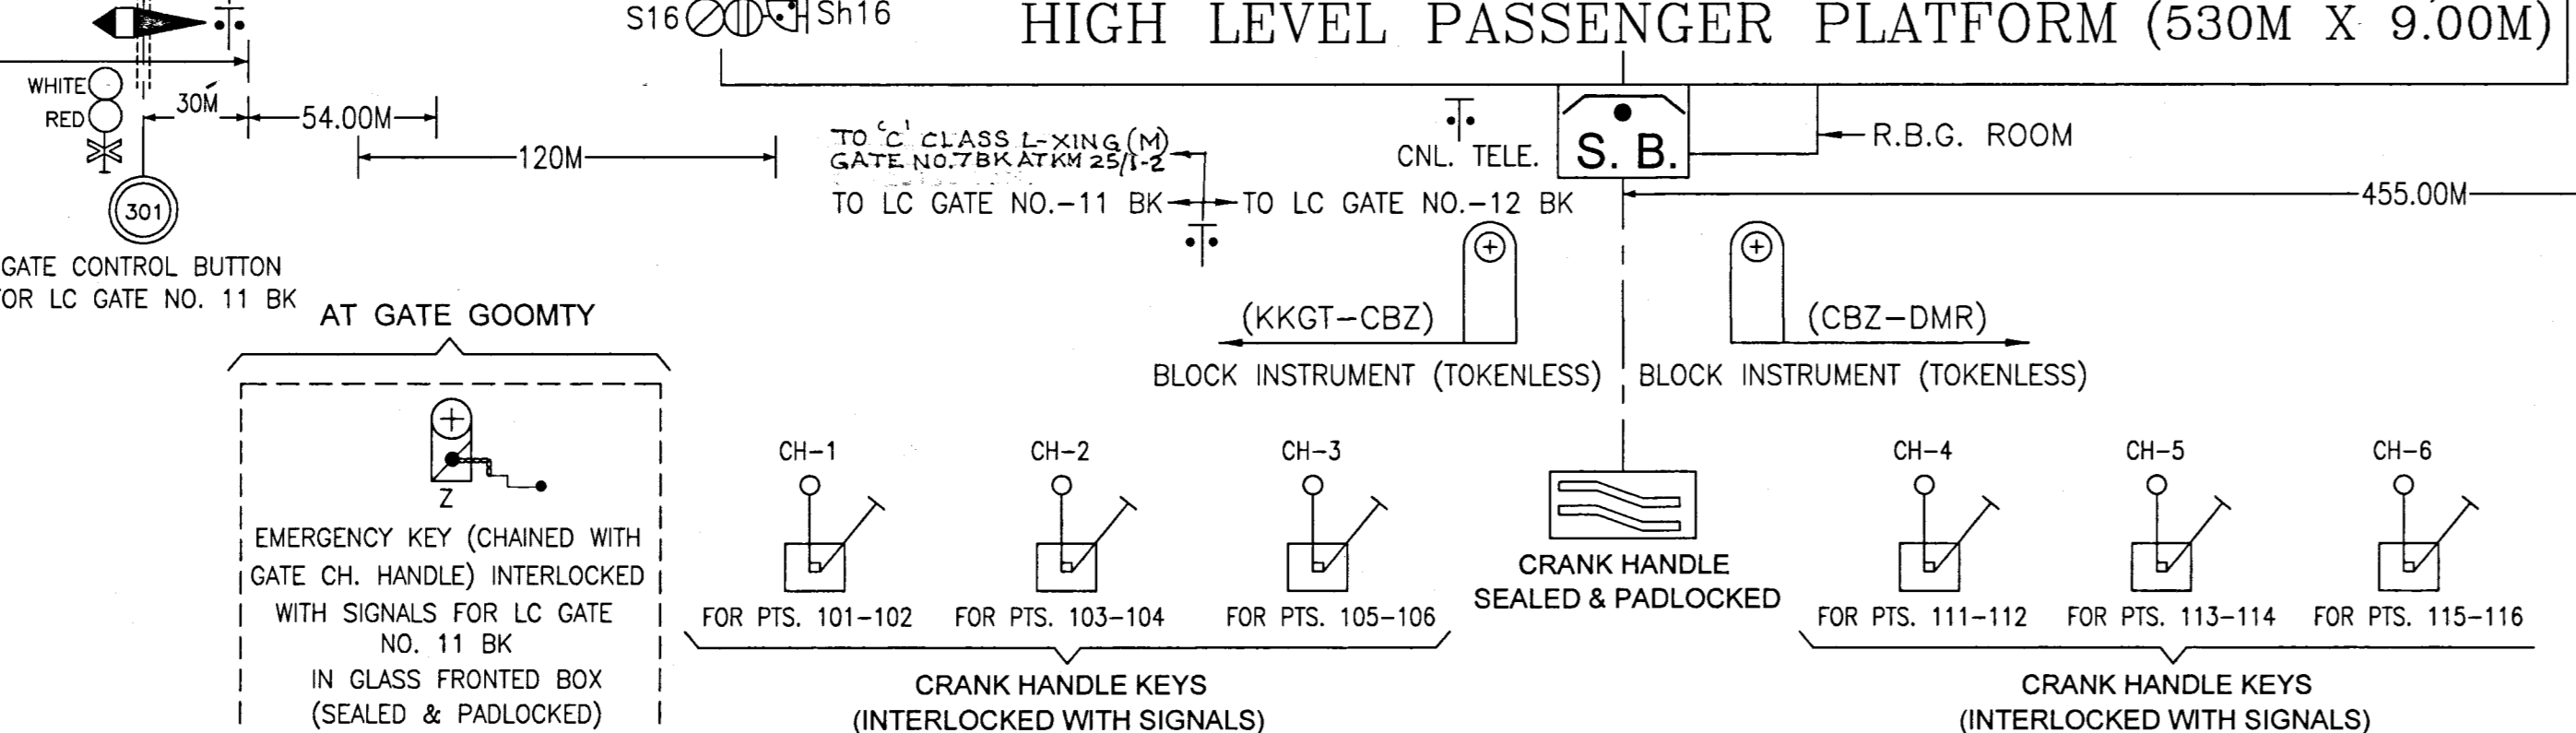 S16
Sh16
HIGH LEVEL PASSENGER PLATFORM (530M X 9.00M)
WHITE
RED
30M
54.00M
120M
301
GATE CONTROL BUTTON
OR LC GATE NO. 11 BK
TO 'C' CLASS L-XING (M)
GATE NO.7BK AT KM 25/1-2
TO LC GATE NO.-11 BK
TO LC GATE NO.-12 BK
CNL. TELE.
S. B.
R.B.G. ROOM
455.00M
(KKGT-CBZ)
BLOCK INSTRUMENT (TOKENLESS)
(CBZ-DMR)
BLOCK INSTRUMENT (TOKENLESS)
AT GATE GOOMTY
Z
EMERGENCY KEY (CHAINED WITH
GATE CH. HANDLE) INTERLOCKED
WITH SIGNALS FOR LC GATE
NO. 11 BK
IN GLASS FRONTED BOX
(SEALED & PADLOCKED)
CH-1
CH-2
CH-3
FOR PTS. 101-102
FOR PTS. 103-104
FOR PTS. 105-106
CRANK HANDLE KEYS
(INTERLOCKED WITH SIGNALS)
CRANK HANDLE
SEALED & PADLOCKED
CH-4
CH-5
CH-6
FOR PTS. 111-112
FOR PTS. 113-114
FOR PTS. 115-116
CRANK HANDLE KEYS
(INTERLOCKED WITH SIGNALS)